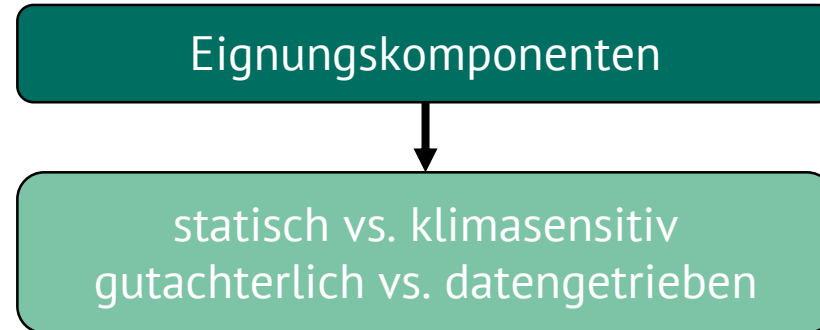 Eignungskomponenten
statisch vs. klimasensitiv
gutachterlich vs. datengetrieben